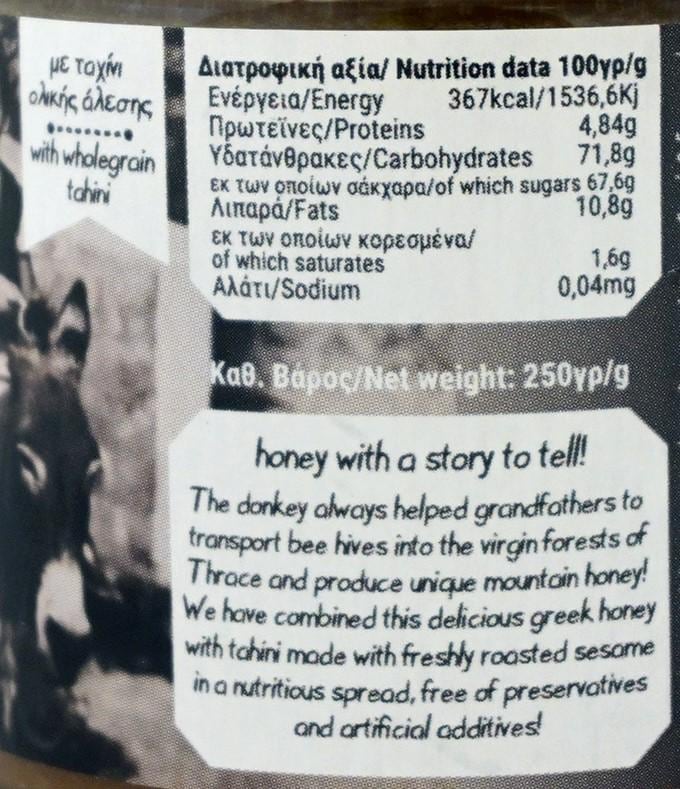 με ταχίνι
ολικής άλεσης
with wholegrain
tahini
Διατροφική αξία/ Nutrition data 100γρ/g
Ενέργεια/Energy 367kcal/1536,6Kj
Πρωτεΐνες/Proteins 4,84g
Υδατάνθρακες/Carbohydrates 71,8g
εκ των οποίων σάκχαρα/of which sugars 67,6g
Λιπαρά/Fats 10,8g
εκ των οποίων κορεσμένα/
of which saturates 1,6g
Αλάτι/Sodium 0,04mg
Καθ. Βάρος/Net weight: 250γρ/g
honey with a story to tell!
The donkey always helped grandfathers to
transport bee hives into the virgin forests of
Thrace and produce unique mountain honey!
We have combined this delicious greek honey
with tahini made with freshly roasted sesame
in a nutritious spread, free of preservatives
and artificial additives!